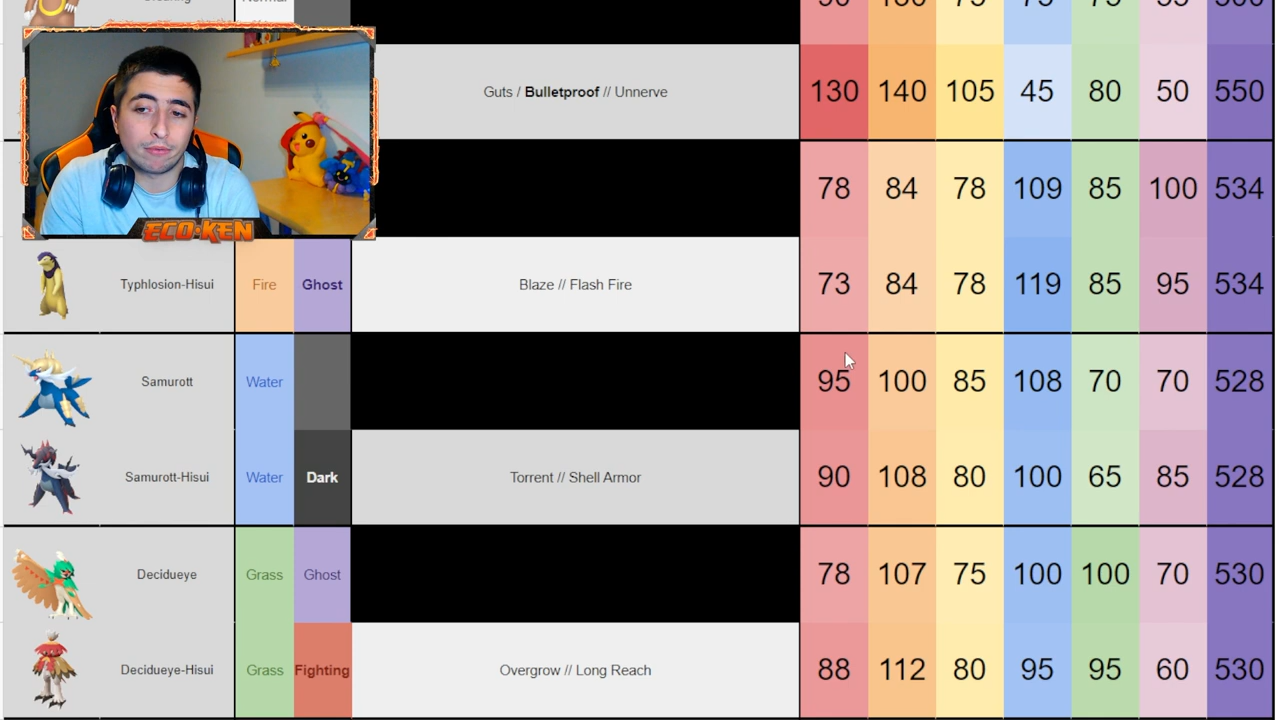 Guts / Bulletproof // Unnerve 130 140 105 45 80 50 550
78 84 78 109 85 100 534
ECO·KEN
Typhlosion-Hisui Fire Ghost Blaze // Flash Fire 73 84 78 119 85 95 534
Samurott Water 95 100 85 108 70 70 528
Samurott-Hisui Water Dark Torrent // Shell Armor 90 108 80 100 65 85 528
Decidueye Grass Ghost 78 107 75 100 100 70 530
Decidueye-Hisui Grass Fighting Overgrow // Long Reach 88 112 80 95 95 60 530